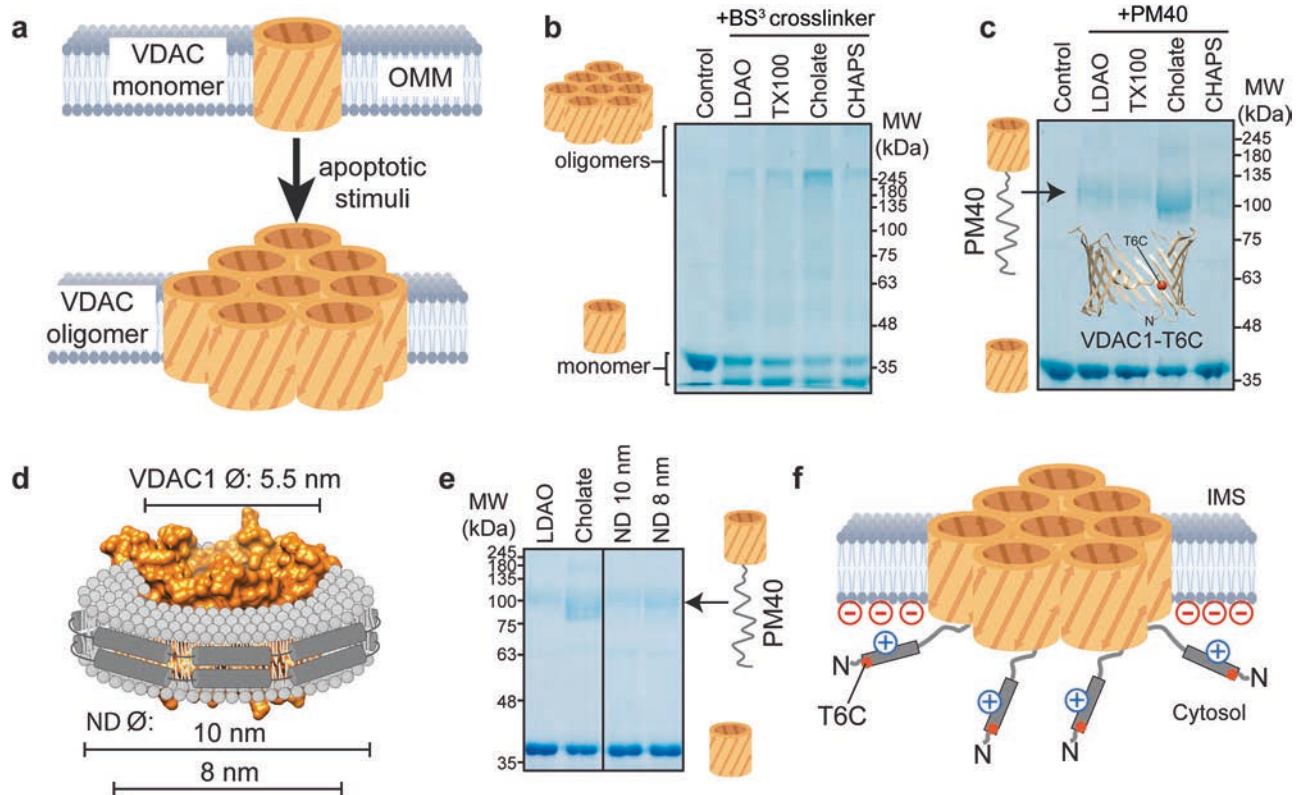 a
VDAC
monomer
OMM
apoptotic
stimuli
VDAC
oligomer
b
+BS³ crosslinker
Control
LDAO
TX100
Cholate
CHAPS
MW
(kDa)
oligomers
245
180
135
100
75
63
48
35
monomer
c
+PM40
Control
LDAO
TX100
Cholate
CHAPS
MW
(kDa)
245
180
135
100
75
63
48
35
PM40
T6C
N
VDAC1-T6C
d
VDAC1 Ø: 5.5 nm
ND Ø:
10 nm
8 nm
e
MW
(kDa)
LDAO
Cholate
ND 10 nm
ND 8 nm
245
180
135
100
75
63
48
35
PM40
f
IMS
N
T6C
N
N
N
Cytosol